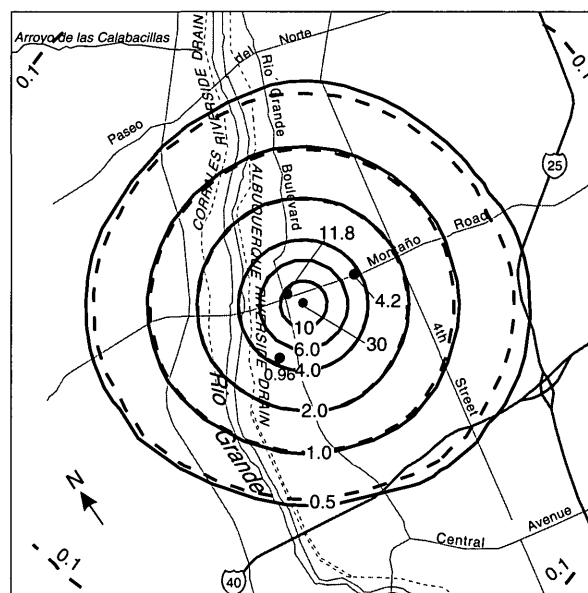 Arroyo de las Calabacillas
0.1
0.1
Paseo del Norte
CORRALES RIVERSIDE DRAIN
Rio Grande Boulevard
ALBUQUERQUE RIVERSIDE DRAIN
25
Montaño Road
11.8
4.2
30
10
6.0
4.0
0.96
2.0
1.0
0.5
4th Street
Rio Grande
N
Central Avenue
40
0.1
0.1